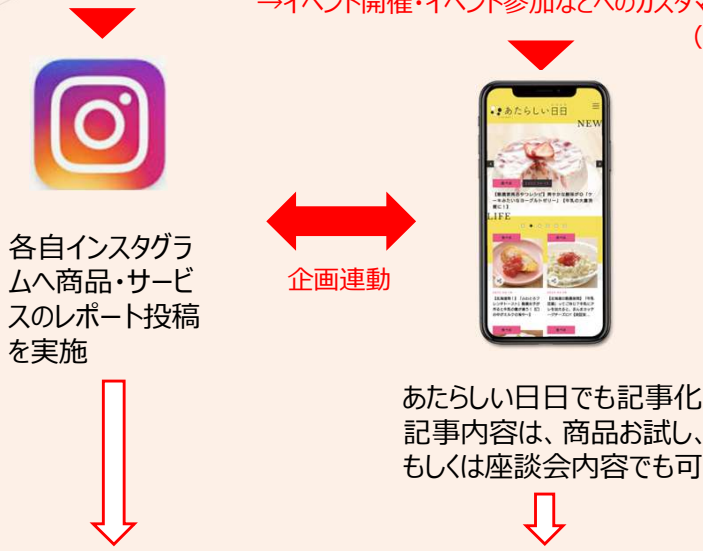 →イベント開催・イベント参加などへのカスタマ
(
あたらしい日日
NEW
LIFE
各自インスタグラ
ムへ商品・サービ
スのレポート投稿
を実施
企画連動
あたらしい日日でも記事化
記事内容は、商品お試し、
もしくは座談会内容でも可